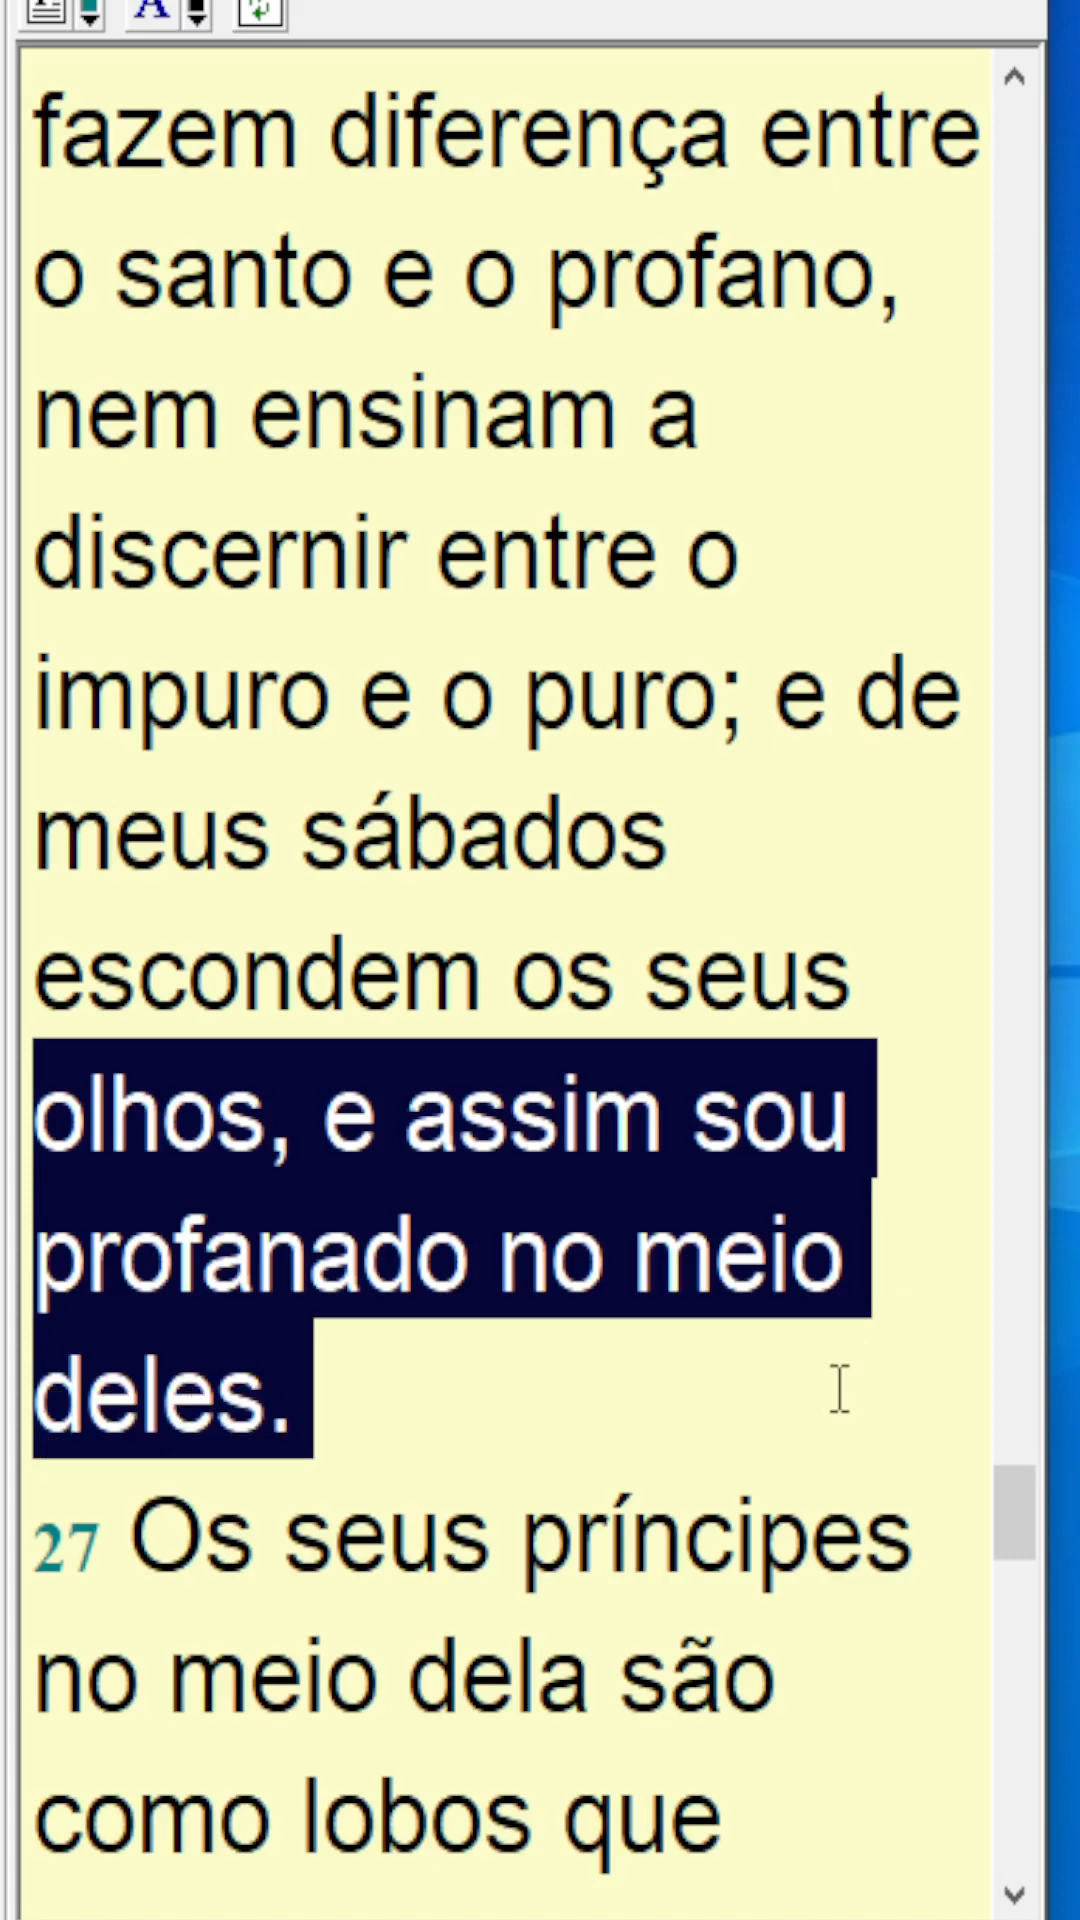 fazem diferença entre
o santo e o profano,
nem ensinam a
discernir entre o
impuro e o puro; e de
meus sábados
escondem os seus
olhos, e assim sou
profanado no meio
deles.
27 Os seus príncipes
no meio dela são
como lobos que